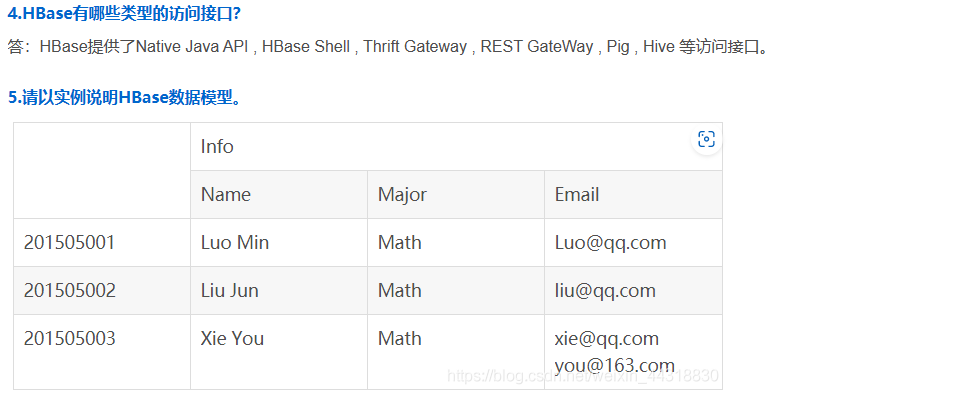 4.HBase有哪些类型的访问接口?
答：HBase提供了Native Java API , HBase Shell , Thrift Gateway , REST GateWay , Pig , Hive 等访问接口。
5.请以实例说明HBase数据模型。
Info
Name Major Email
201505001 Luo Min Math Luo@qq.com
201505002 Liu Jun Math liu@qq.com
201505003 Xie You Math xie@qq.com
you@163.com
https://blog.csdn.net/weixin_44318830